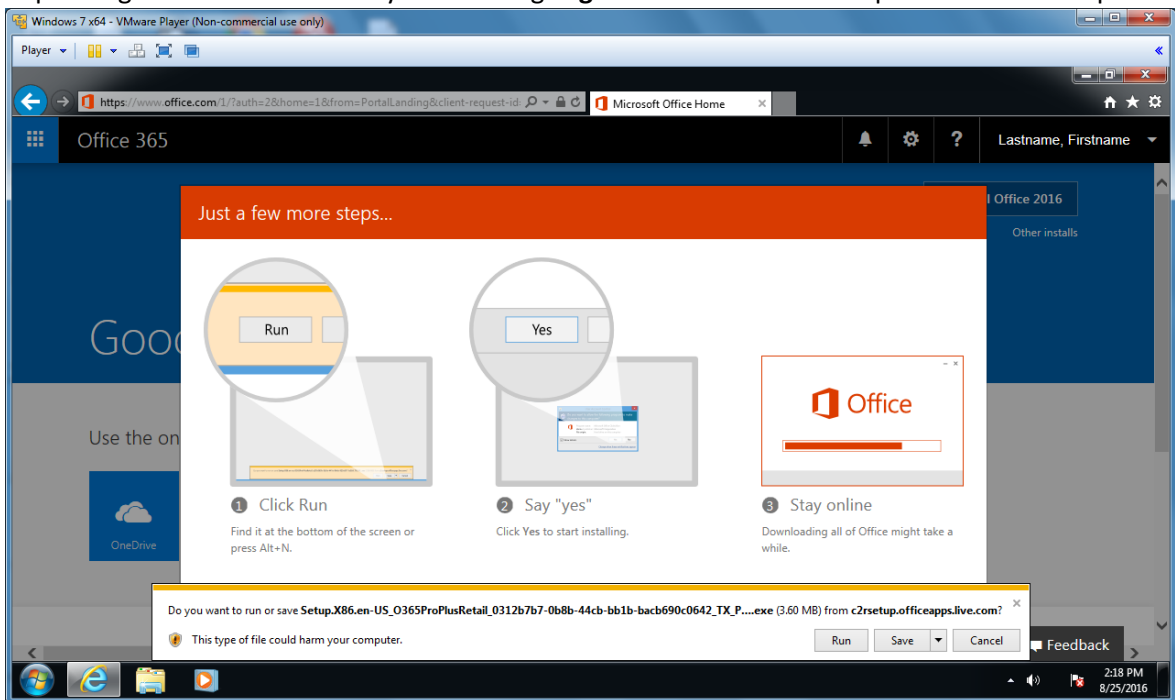 Windows 7 x64 - VMware Player (Non-commercial use only)
Player
https://www.office.com/1/?auth=2&home=1&from=PortalLanding&client-request-id:
Microsoft Office Home
Office 365
?
Lastname, Firstname
Just a few more steps...
l Office 2016
Other installs
Goo
Run
Yes
Office
Use the on
OneDrive
1 Click Run
Find it at the bottom of the screen or
press Alt+N.
2 Say "yes"
Click Yes to start installing.
3 Stay online
Downloading all of Office might take a
while.
Do you want to run or save Setup.X86.en-US_O365ProPlusRetail_0312b7b7-0b8b-44cb-bb1b-bacb690c0642_TX_P....exe (3.60 MB) from c2rsetup.officeapps.live.com?
This type of file could harm your computer.
Run
Save
Cancel
Feedback
2:18 PM
8/25/2016